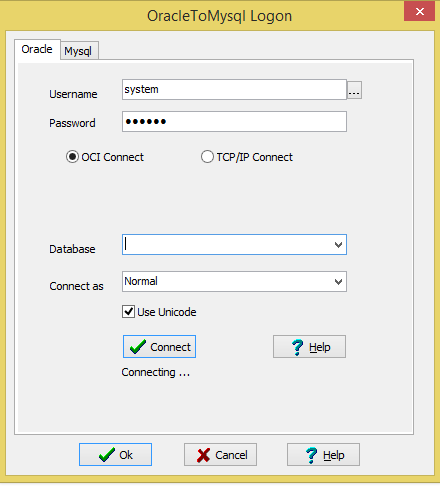 OracleToMysql Logon
Oracle Mysql
Username system ...
Password ••••••
OCI Connect TCP/IP Connect
Database
Connect as Normal
Use Unicode
Connect Help
Connecting ...
Ok Cancel Help